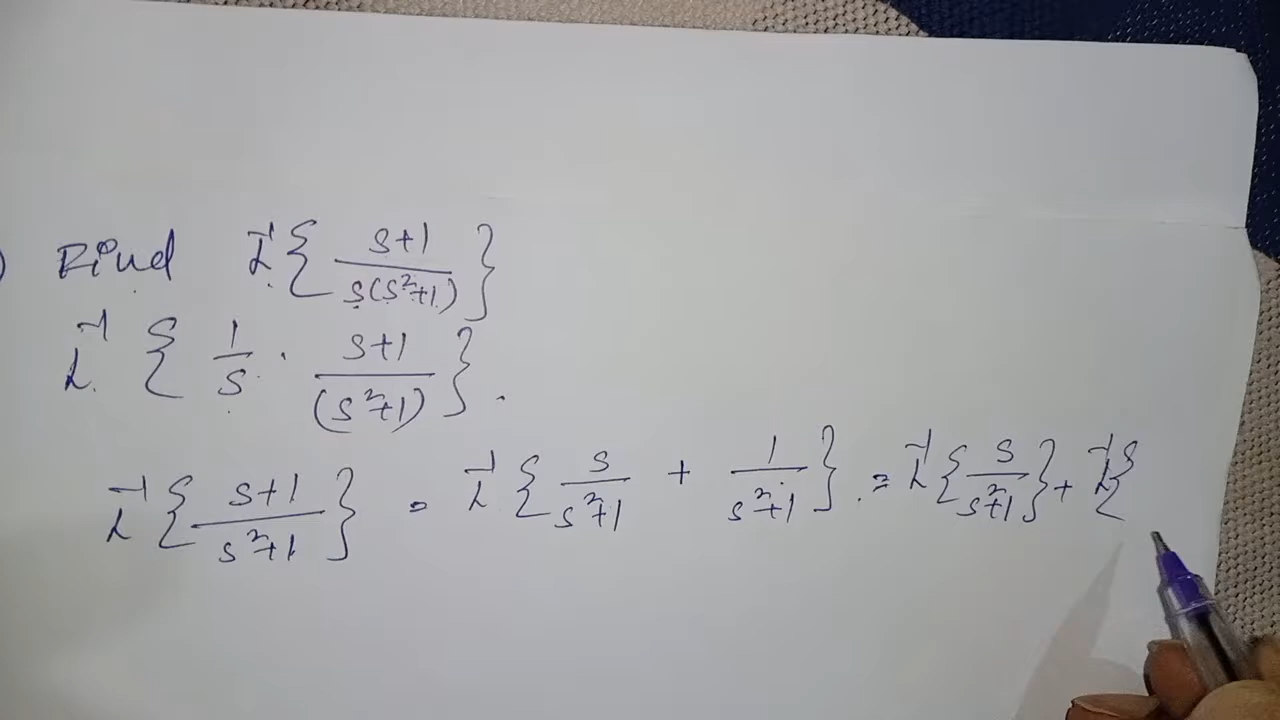 ) Find L⁻¹{ (s+1)/(s(s²+1)) }
L⁻¹{ 1/s · (s+1)/(s²+1) }.
L⁻¹{ (s+1)/(s²+1) } = L⁻¹{ s/(s²+1) + 1/(s²+1) }. = L⁻¹{ s/(s²+1) } + L⁻¹{